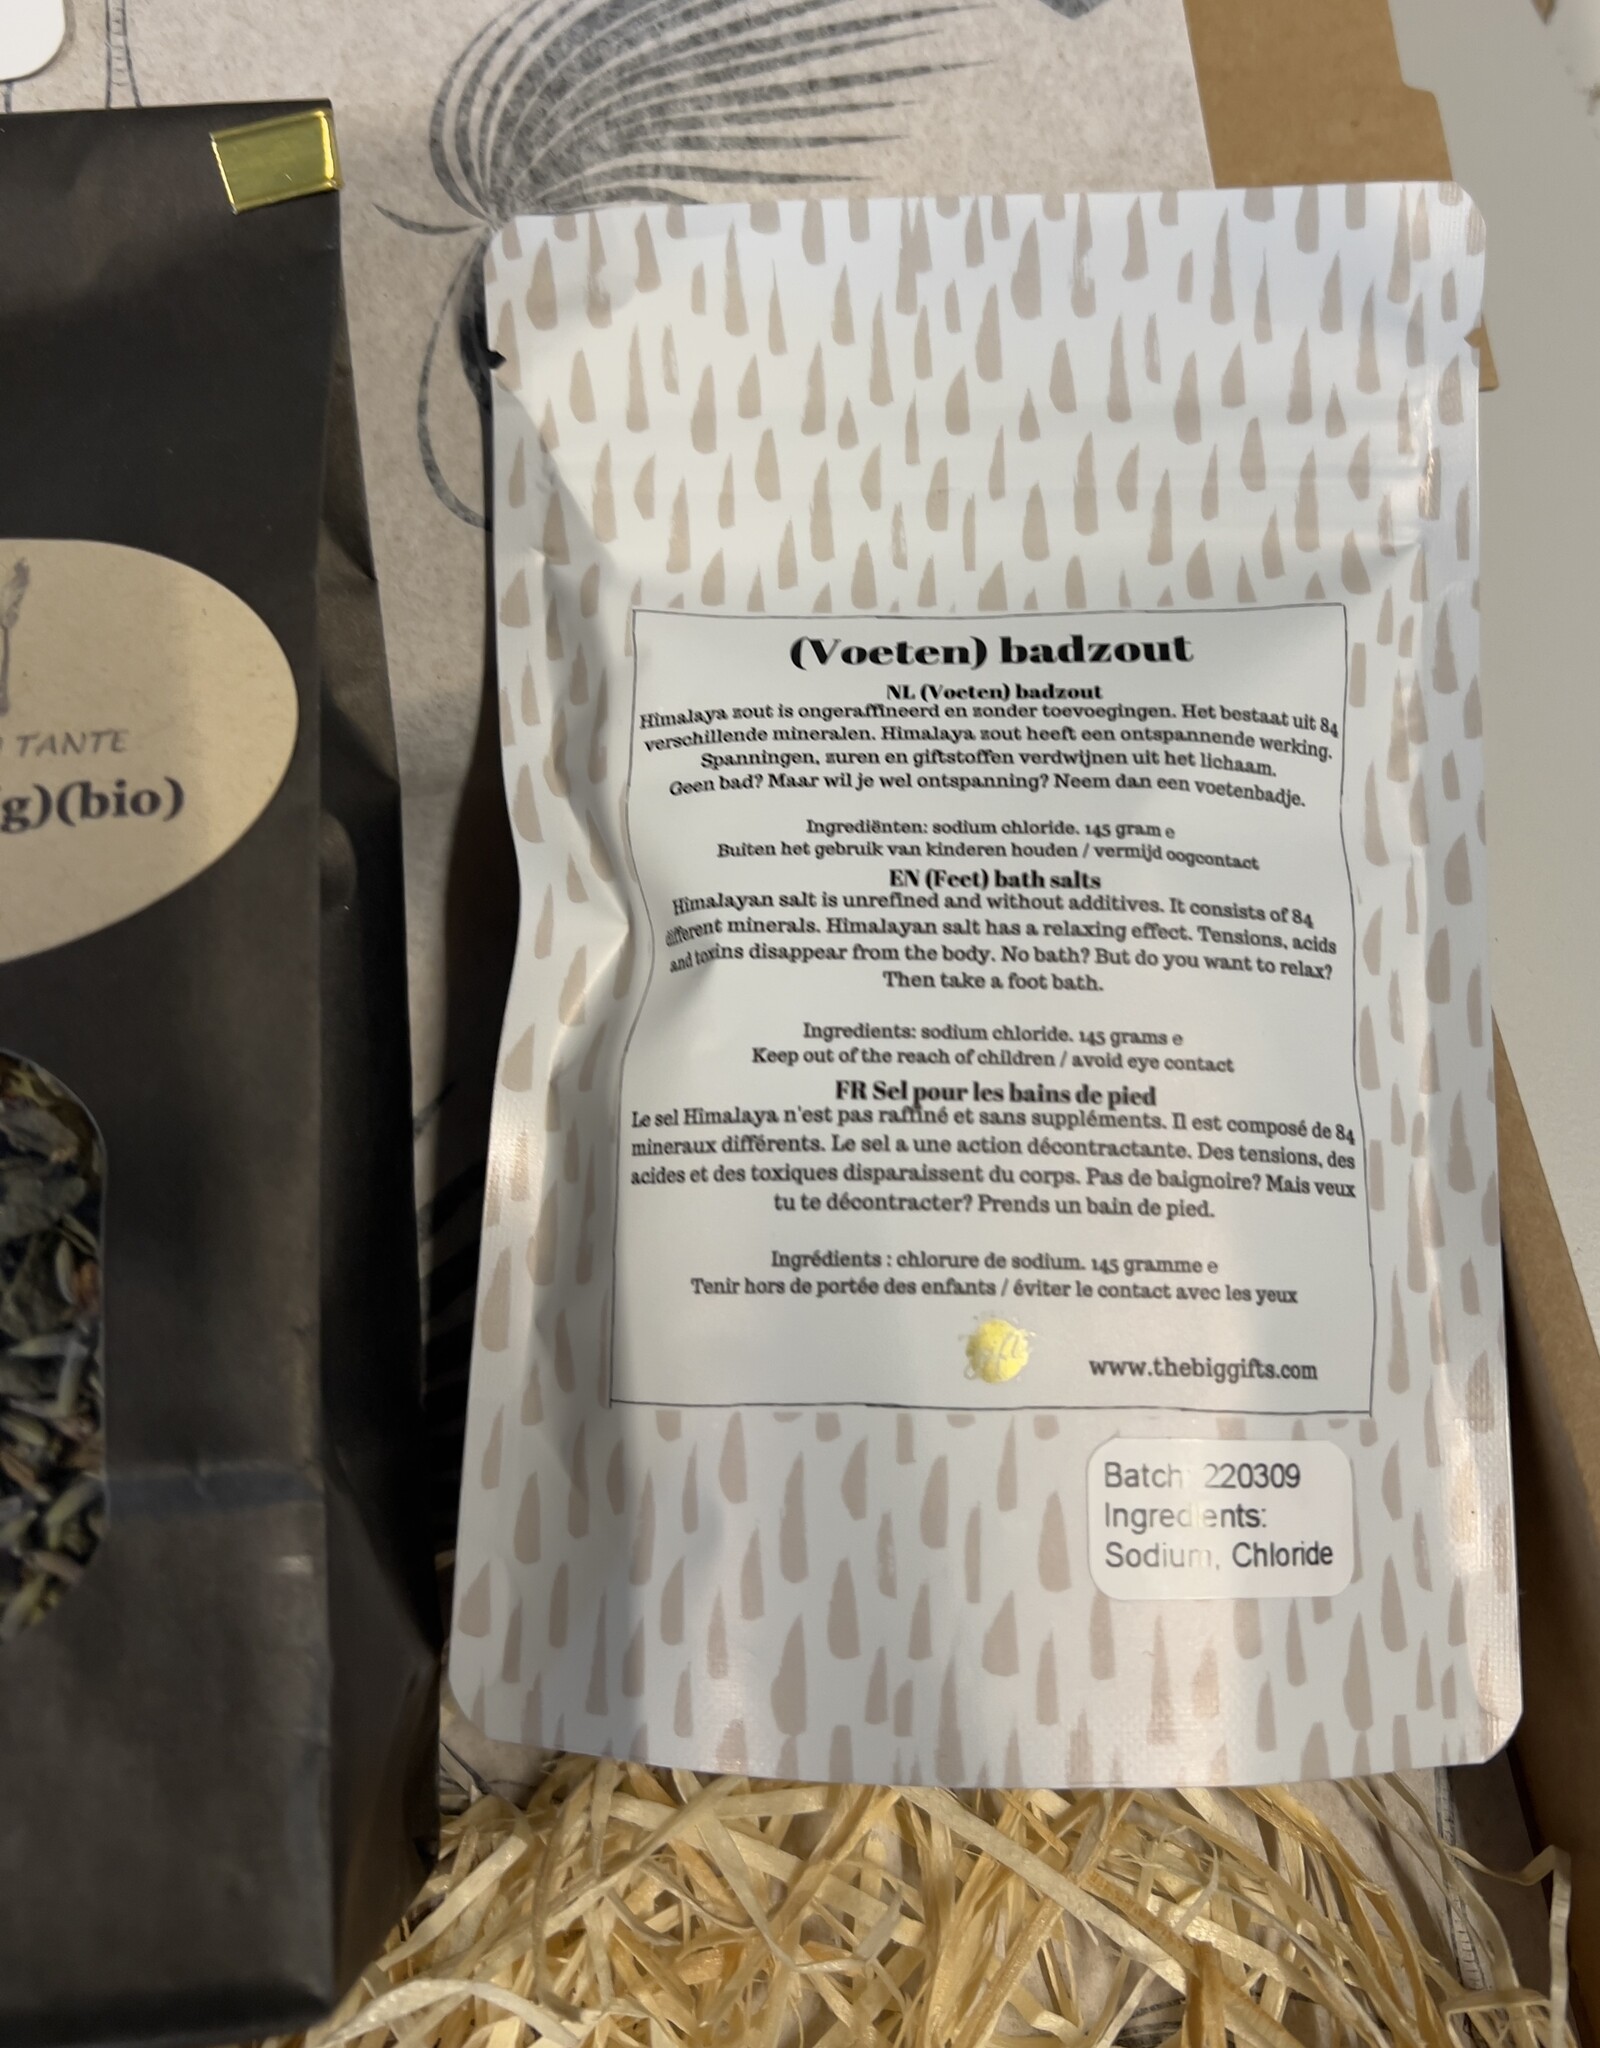 TANTE
g)(bio)
(Voeten) badzout
NL (Voeten) badzout
Himalaya zout is ongeraffineerd en zonder toevoegingen. Het bestaat uit 84
verschillende mineralen. Himalaya zout heeft een ontspannende werking.
Spanningen, zuren en giftstoffen verdwijnen uit het lichaam.
Geen bad? Maar wil je wel ontspanning? Neem dan een voetenbadje.
Ingrediënten: sodium chloride. 145 gram e
Buiten het gebruik van kinderen houden / vermijd oogcontact
EN (Feet) bath salts
Himalayan salt is unrefined and without additives. It consists of 84
different minerals. Himalayan salt has a relaxing effect. Tensions, acids
and toxins disappear from the body. No bath? But do you want to relax?
Then take a foot bath.
Ingredients: sodium chloride. 145 grams e
Keep out of the reach of children / avoid eye contact
FR Sel pour les bains de pied
Le sel Himalaya n'est pas raffiné et sans suppléments. Il est composé de 84
mineraux différents. Le sel a une action décontractante. Des tensions, des
acides et des toxiques disparaissent du corps. Pas de baignoire? Mais veux
tu te décontracter? Prends un bain de pied.
Ingrédients : chlorure de sodium. 145 gramme e
Tenir hors de portée des enfants / éviter le contact avec les yeux
www.thebiggifts.com
Batch: 220309
Ingredients:
Sodium, Chloride